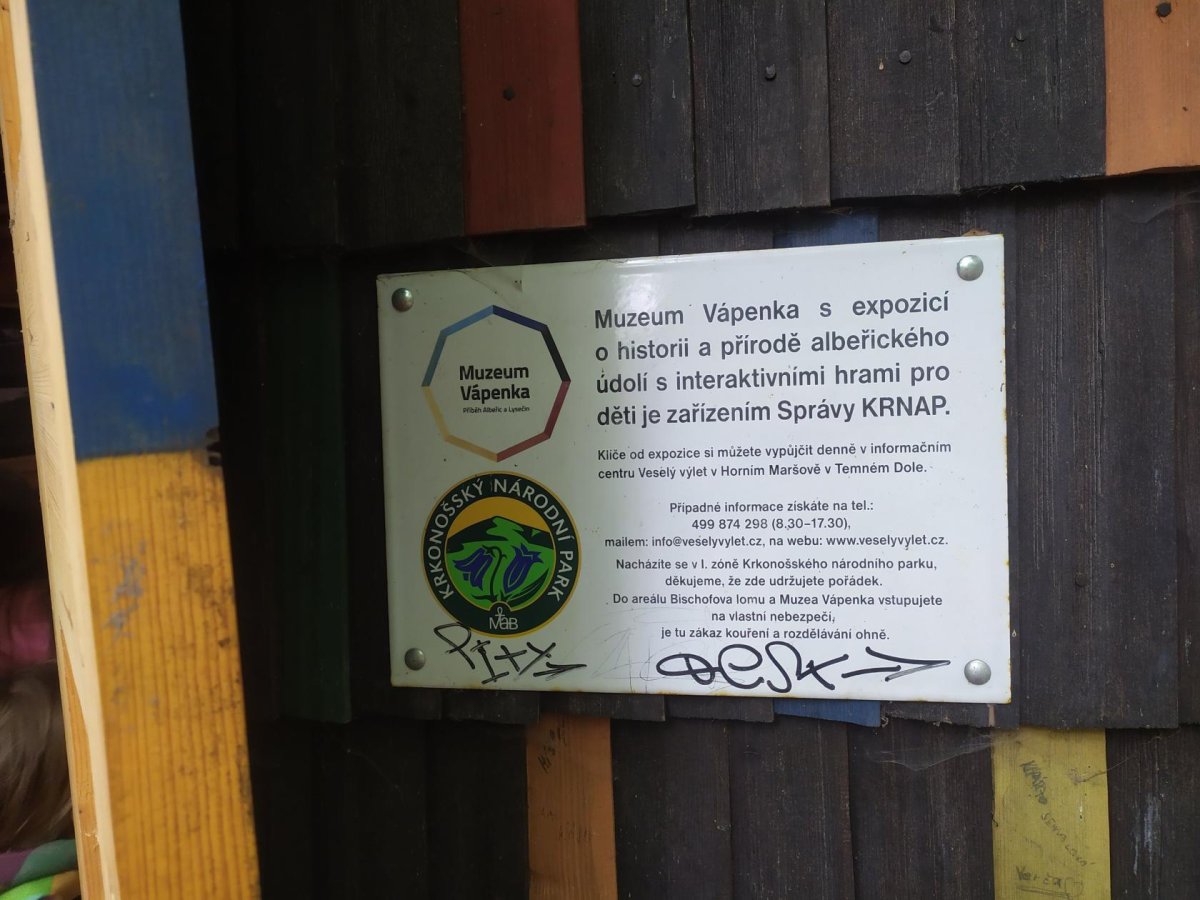 Muzeum
Vápenka
Příběh Albeřic a Lysečin
KRKONOŠSKÝ NÁRODNÍ PARK
MaB
Muzeum Vápenka s expozicí
o historii a přírodě albeřického
údolí s interaktivními hrami pro
děti je zařízením Správy KRNAP.
Klíče od expozice si můžete vypůjčit denně v informačním
centru Veselý výlet v Horním Maršově v Temném Dole.
Případné informace získáte na tel.:
499 874 298 (8.30–17.30),
mailem: info@veselyvylet.cz, na webu: www.veselyvylet.cz.
Nacházíte se v I. zóně Krkonošského národního parku,
děkujeme, že zde udržujete pořádek.
Do areálu Bischofova lomu a Muzea Vápenka vstupujete
na vlastní nebezpečí,
je tu zákaz kouření a rozdělávání ohně.